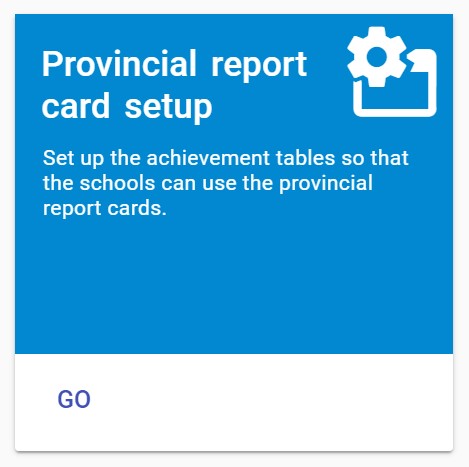 Provincial report
card setup
Set up the achievement tables so that
the schools can use the provincial
report cards.
GO